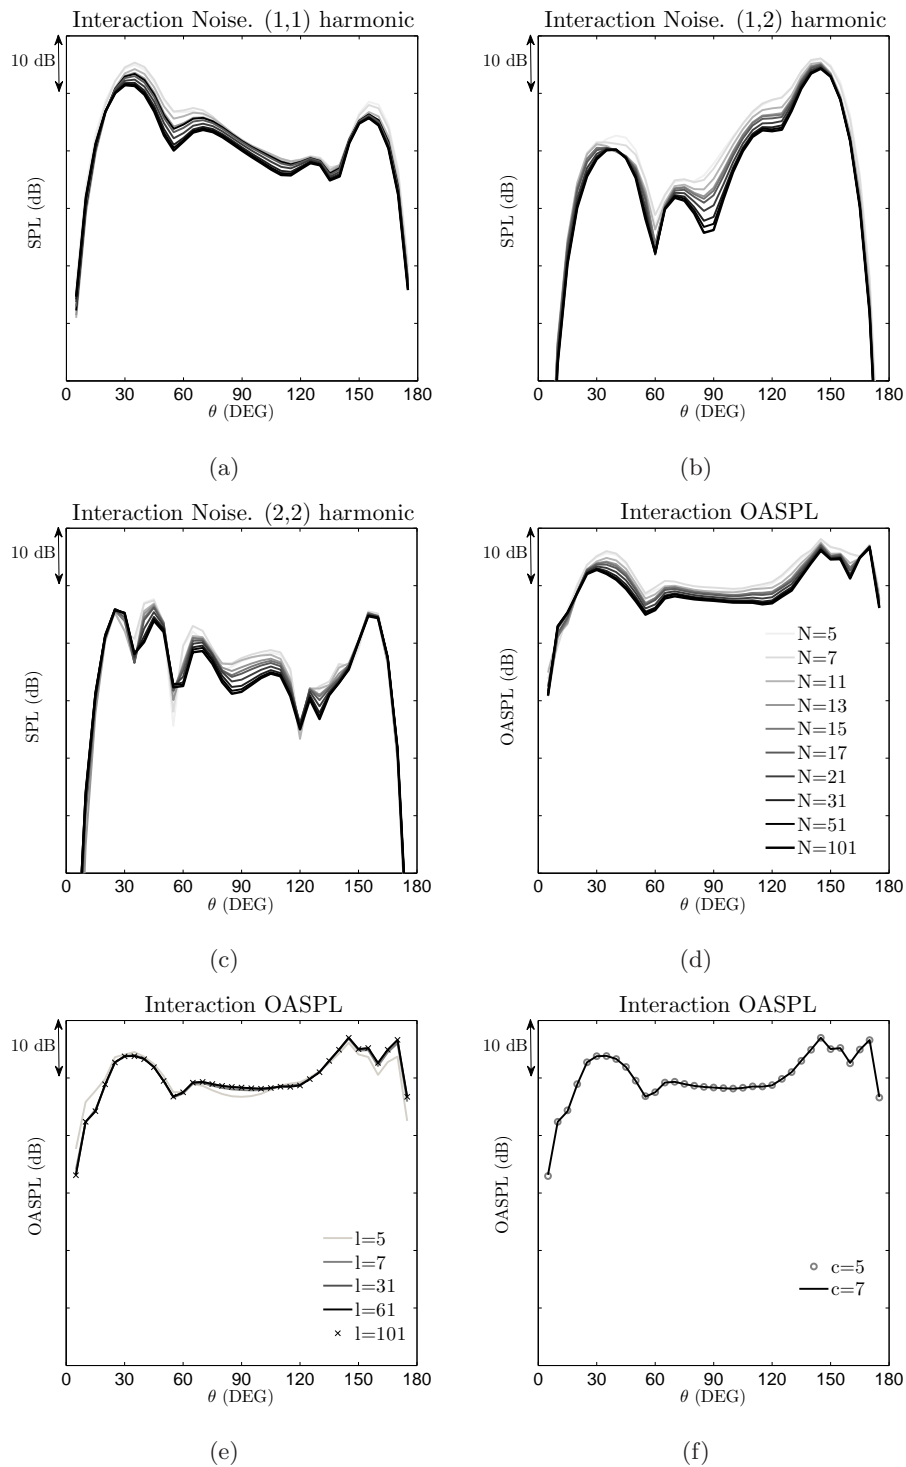 Interaction Noise. (1,1) harmonic
10 dB
SPL (dB)
0 30 60 90 120 150 180
θ (DEG)
(a)
Interaction Noise. (1,2) harmonic
10 dB
SPL (dB)
0 30 60 90 120 150 180
θ (DEG)
(b)
Interaction Noise. (2,2) harmonic
10 dB
SPL (dB)
0 30 60 90 120 150 180
θ (DEG)
(c)
Interaction OASPL
10 dB
OASPL (dB)
N=5
N=7
N=11
N=13
N=15
N=17
N=21
N=31
N=51
N=101
0 30 60 90 120 150 180
θ (DEG)
(d)
Interaction OASPL
10 dB
OASPL (dB)
l=5
l=7
l=31
l=61
l=101
0 30 60 90 120 150 180
θ (DEG)
(e)
Interaction OASPL
10 dB
OASPL (dB)
c=5
c=7
0 30 60 90 120 150 180
θ (DEG)
(f)